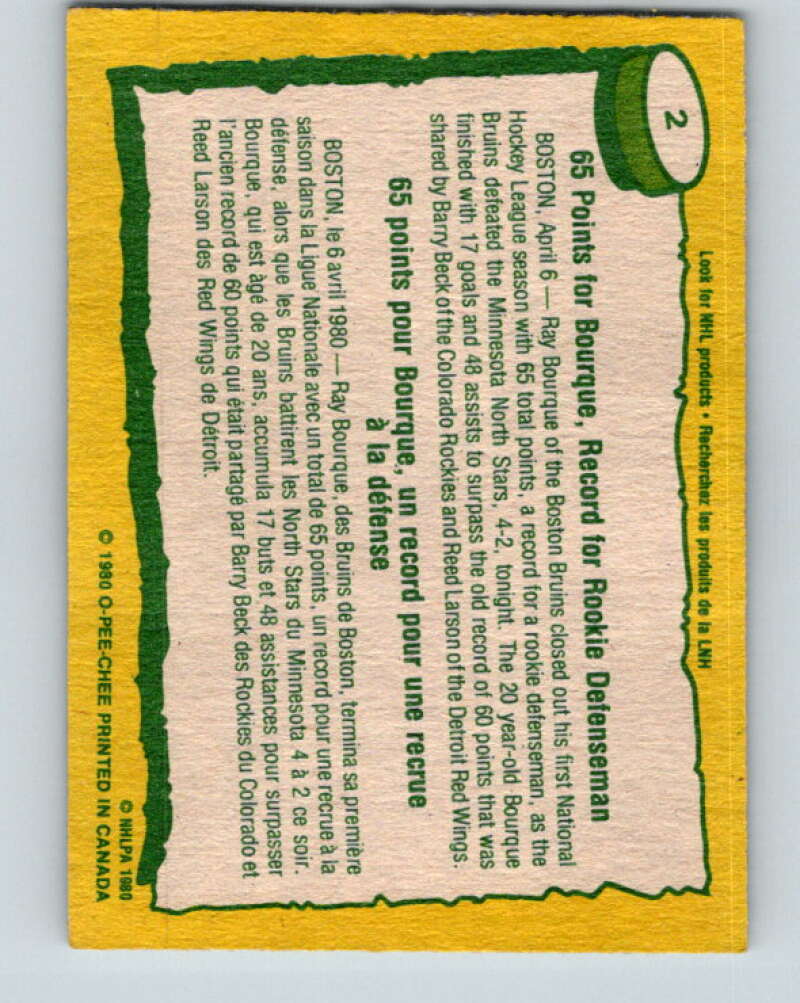 2
Look for NHL products • Recherchez les produits de la LNH
65 Points for Bourque, Record for Rookie Defenseman
BOSTON, April 6 — Ray Bourque of the Boston Bruins closed out his first National
Hockey League season with 65 total points, a record for a rookie defenseman, as the
Bruins defeated the Minnesota North Stars, 4-2, tonight. The 20 year-old Bourque
finished with 17 goals and 48 assists to surpass the old record of 60 points that was
shared by Barry Beck of the Colorado Rockies and Reed Larson of the Detroit Red Wings.
65 points pour Bourque,, un record pour une recrue
à la défense
BOSTON, le 6 avril 1980 — Ray Bourque, des Bruins de Boston, termina sa première
saison dans la Ligue Nationale avec un total de 65 points, un record pour une recrue à la
défense, alors que les Bruins battirent les North Stars du Minnesota 4 à 2 ce soir.
Bourque, qui est âgé de 20 ans, accumula 17 buts et 48 assistances pour surpasser
l'ancien record de 60 points qui était partagé par Barry Beck des Rockies du Colorado et
Reed Larson des Red Wings de Détroit.
© NHLPA 1980
© 1980 O-PEE-CHEE PRINTED IN CANADA